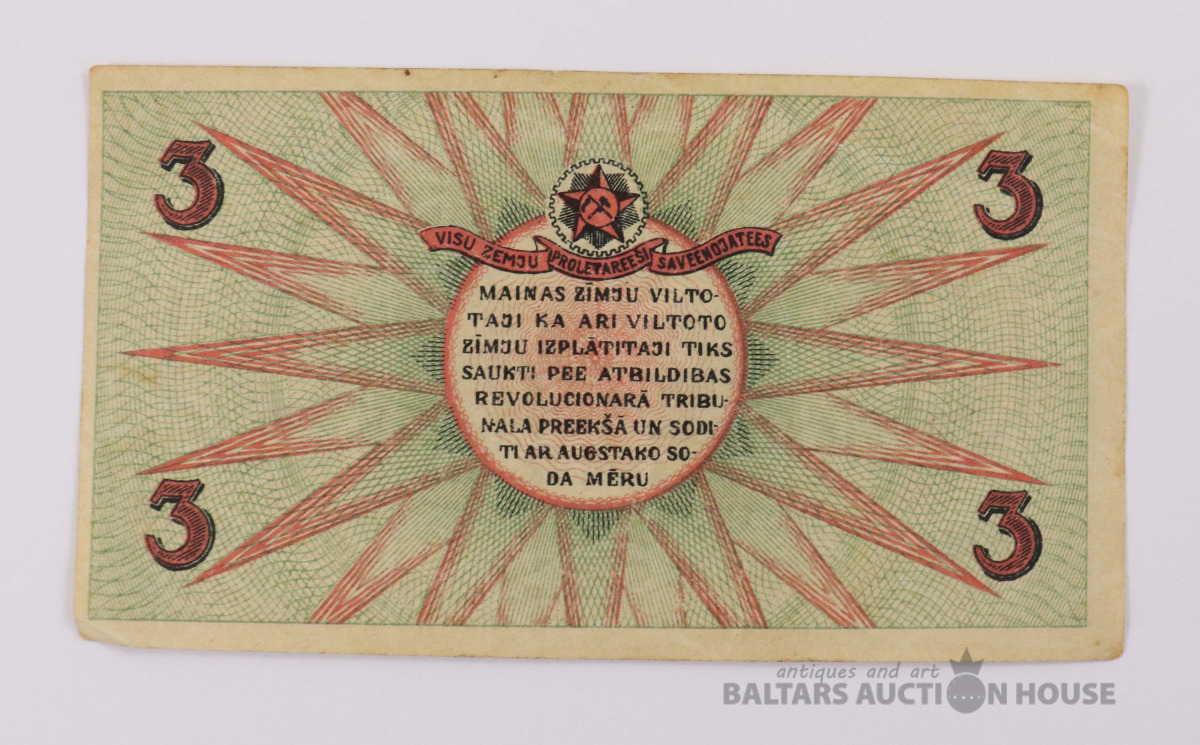 3
3
VISU ZEMJU PROLETAREESI SAVEENOJATEES
MAIŅAS ZĪMJU VILTO-
TAJI KA ARI VILTOTO
ZĪMJU IZPLĀTITAJI TIKS
SAUKTI PEE ATBILDIBAS
REVOLUCIONARĀ TRIBU-
NALA PREEKŠĀ UN SODI-
TI AR AUGSTAKO SO-
DA MĒRU
3
3
antiques and art
BALTARS AUCTION HOUSE